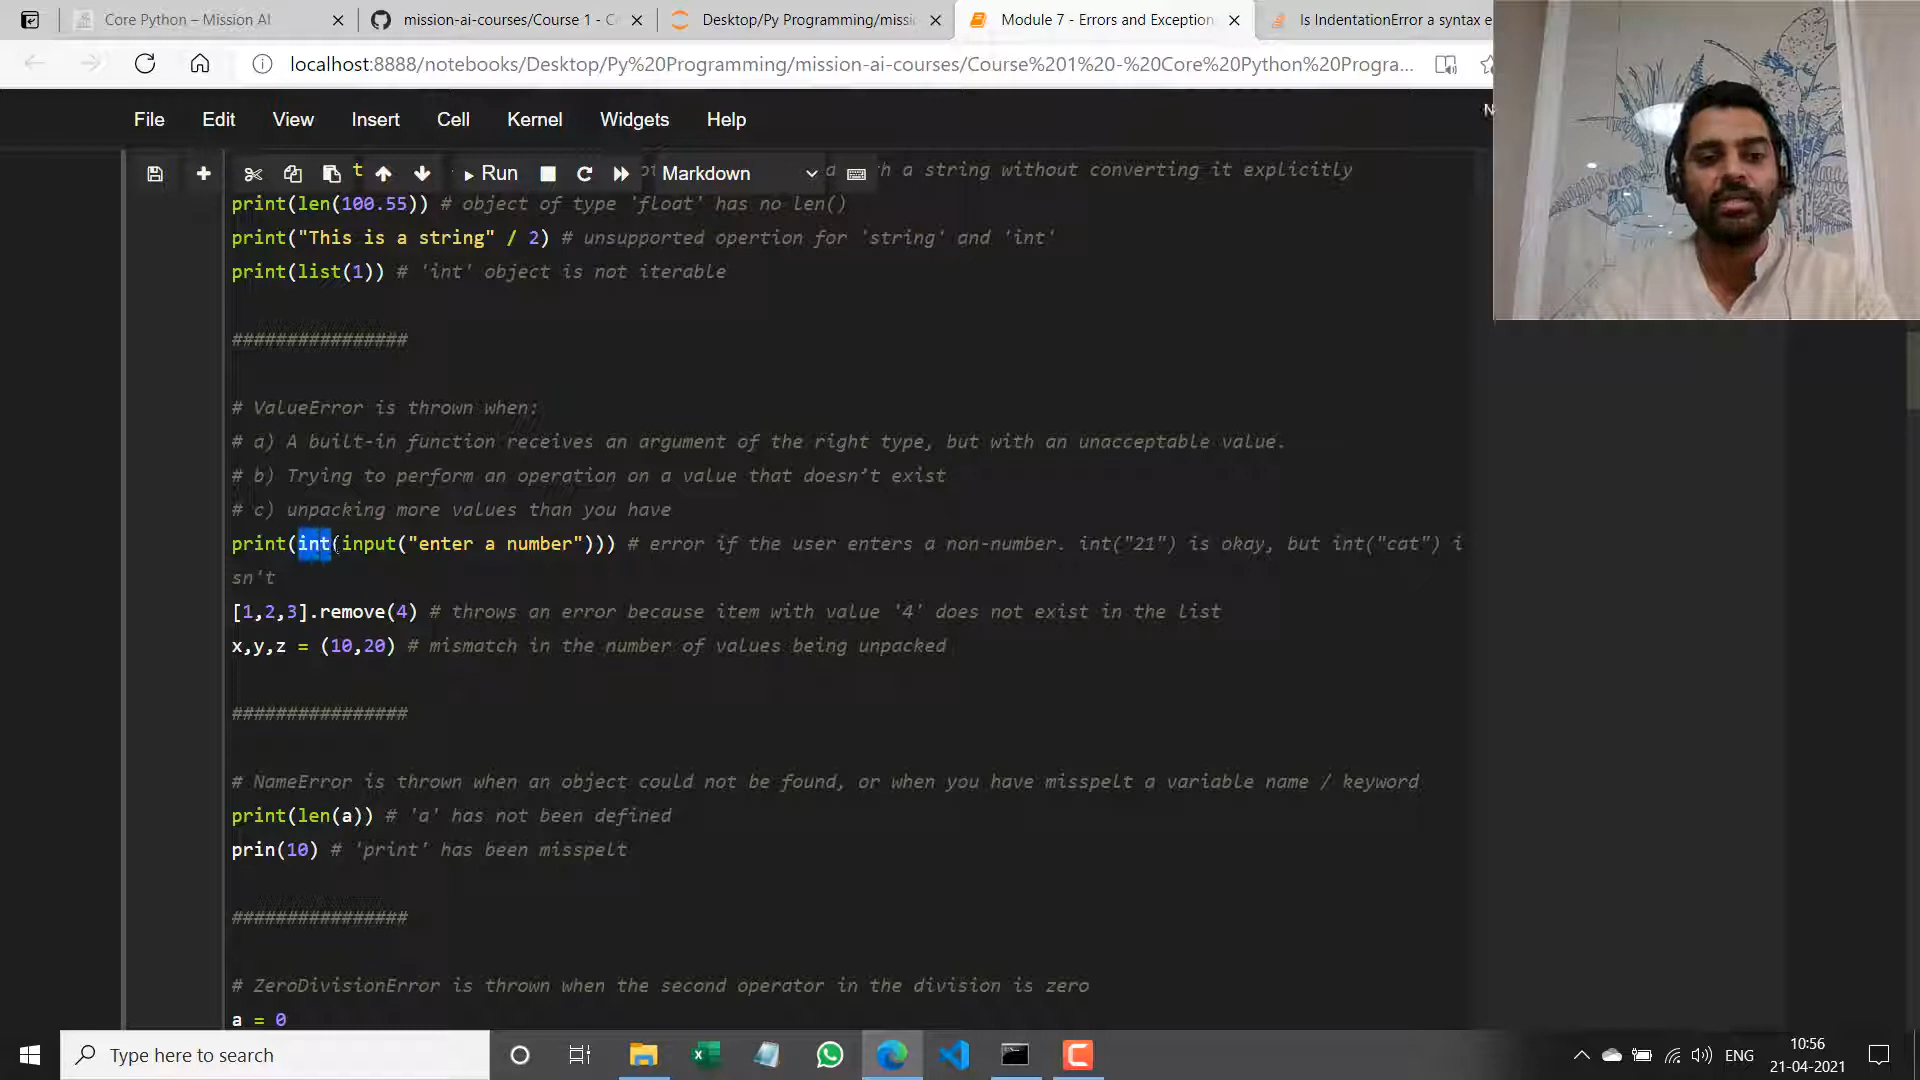 Core Python – Mission AI
mission-ai-courses/Course 1 - C
Desktop/Py Programming/missi
Module 7 - Errors and Exception
Is IndentationError a syntax e
localhost:8888/notebooks/Desktop/Py%20Programming/mission-ai-courses/Course%201%20-%20Core%20Python%20Progra...
File Edit View Insert Cell Kernel Widgets Help
Run Markdown
h a string without converting it explicitly
print(len(100.55)) # object of type 'float' has no len()
print("This is a string" / 2) # unsupported opertion for 'string' and 'int'
print(list(1)) # 'int' object is not iterable
################
# ValueError is thrown when:
# a) A built-in function receives an argument of the right type, but with an unacceptable value.
# b) Trying to perform an operation on a value that doesn’t exist
# c) unpacking more values than you have
print(int(input("enter a number"))) # error if the user enters a non-number. int("21") is okay, but int("cat") i
sn't
[1,2,3].remove(4) # throws an error because item with value '4' does not exist in the list
x,y,z = (10,20) # mismatch in the number of values being unpacked
################
# NameError is thrown when an object could not be found, or when you have misspelt a variable name / keyword
print(len(a)) # 'a' has not been defined
prin(10) # 'print' has been misspelt
################
# ZeroDivisionError is thrown when the second operator in the division is zero
a = 0
Type here to search
ENG
10:56
21-04-2021